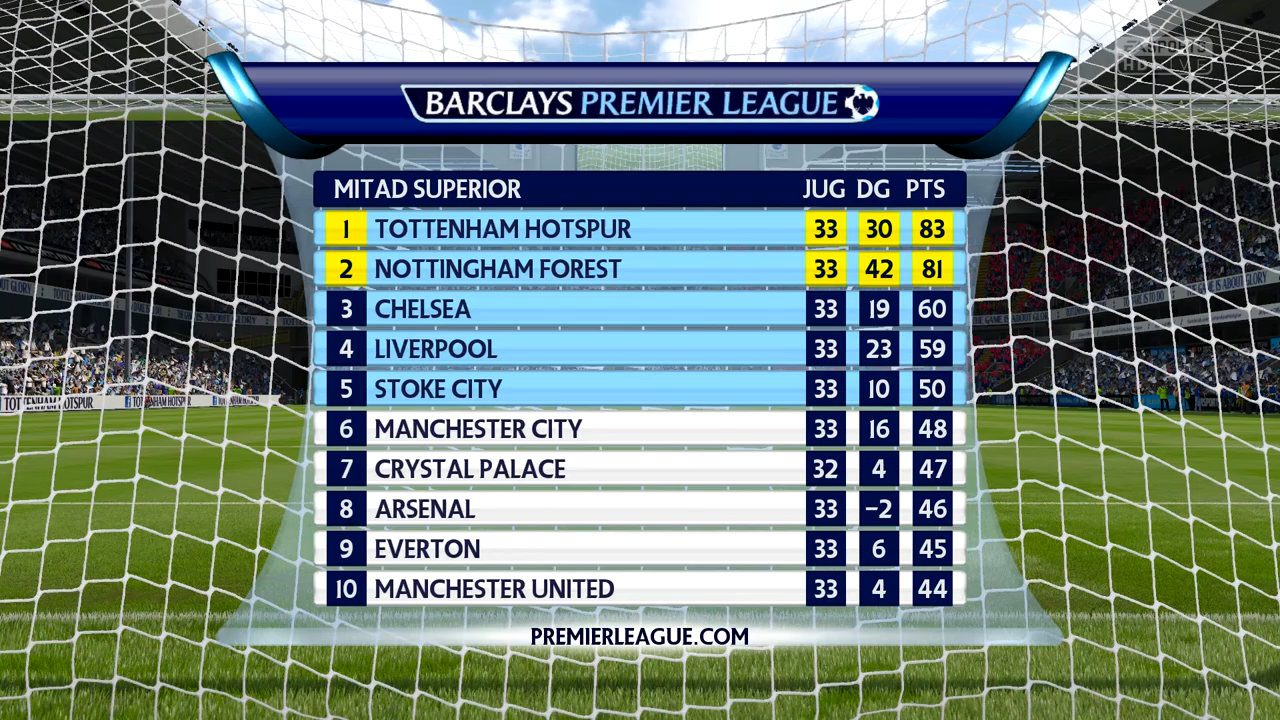 BARCLAYS PREMIER LEAGUE
MITAD SUPERIOR JUG DG PTS
1 TOTTENHAM HOTSPUR 33 30 83
2 NOTTINGHAM FOREST 33 42 81
3 CHELSEA 33 19 60
4 LIVERPOOL 33 23 59
5 STOKE CITY 33 10 50
6 MANCHESTER CITY 33 16 48
7 CRYSTAL PALACE 32 4 47
8 ARSENAL 33 -2 46
9 EVERTON 33 6 45
10 MANCHESTER UNITED 33 4 44
PREMIERLEAGUE.COM